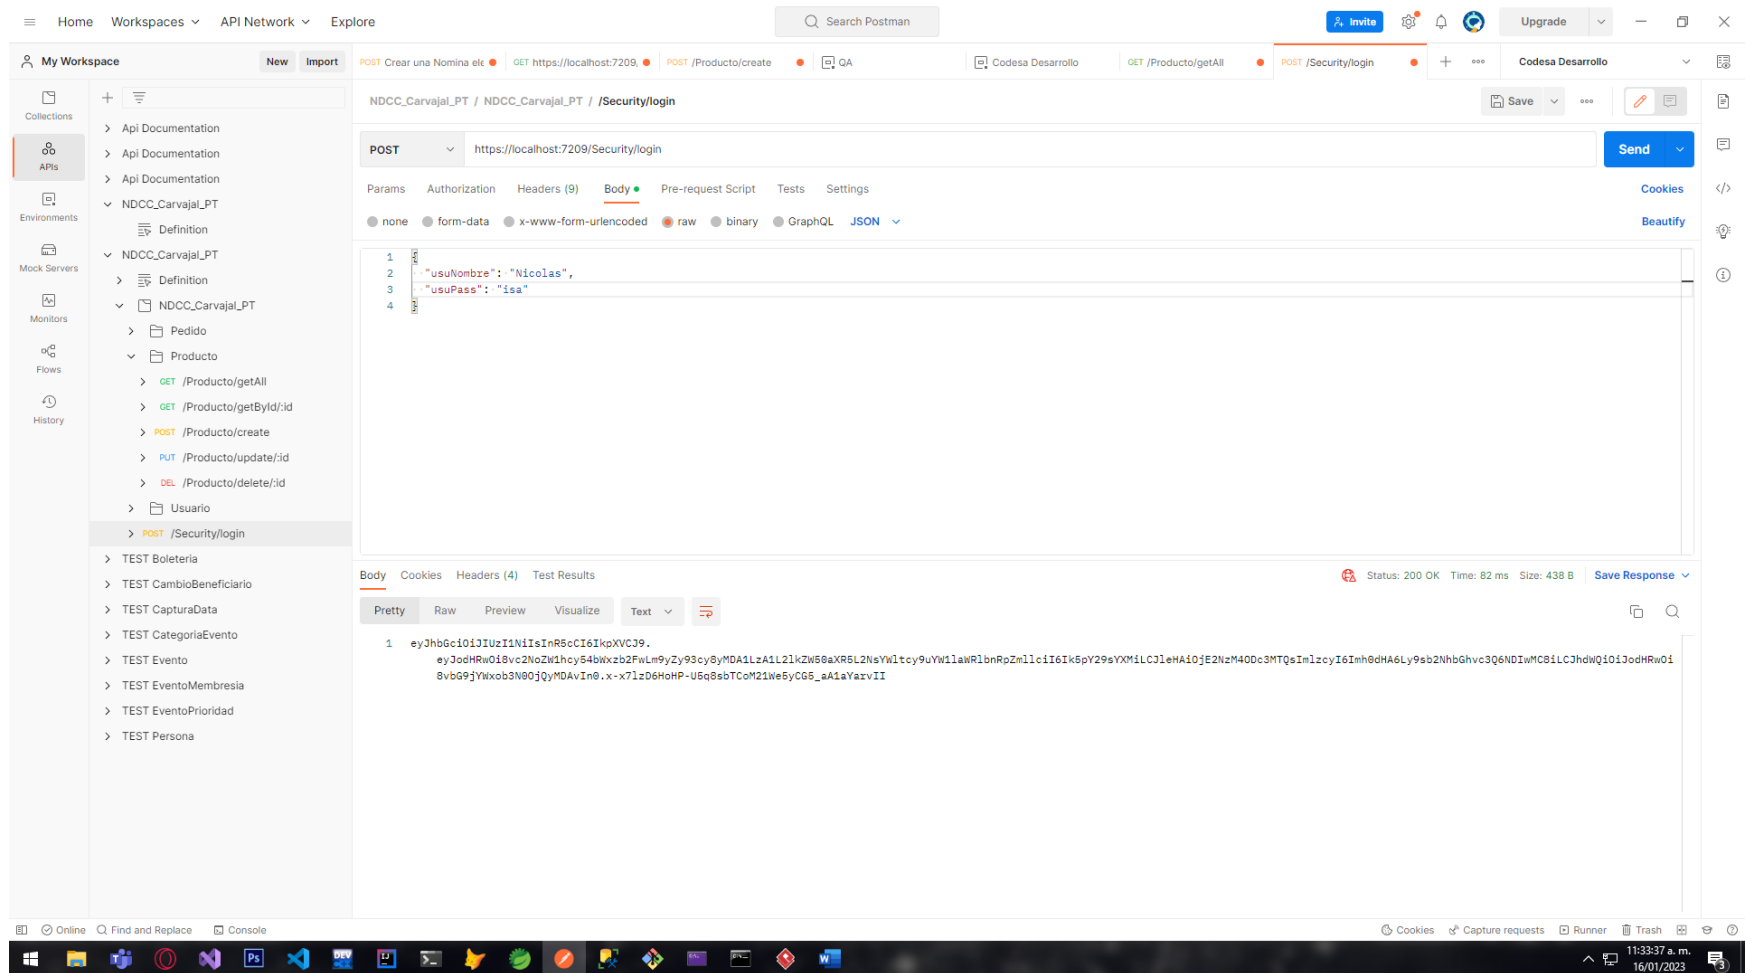 Home Workspaces API Network Explore
Search Postman
Invite
Upgrade
My Workspace
New Import
POST Crear una Nomina ele
GET https://localhost:7209,
POST /Producto/create
QA
Codesa Desarrollo
GET /Producto/getAll
POST /Security/login
Codesa Desarrollo
Collections
APIs
Environments
Mock Servers
Monitors
Flows
History
Api Documentation
Api Documentation
Api Documentation
NDCC_Carvajal_PT
Definition
NDCC_Carvajal_PT
Definition
NDCC_Carvajal_PT
Pedido
Producto
GET /Producto/getAll
GET /Producto/getById/:id
POST /Producto/create
PUT /Producto/update/:id
DEL /Producto/delete/:id
Usuario
POST /Security/login
TEST Boleteria
TEST CambioBeneficiario
TEST CapturaData
TEST CategoriaEvento
TEST Evento
TEST EventoMembresia
TEST EventoPrioridad
TEST Persona
NDCC_Carvajal_PT / NDCC_Carvajal_PT / /Security/login
Save
POST https://localhost:7209/Security/login
Send
Params Authorization Headers (9) Body Pre-request Script Tests Settings
Cookies
none form-data x-www-form-urlencoded raw binary GraphQL JSON
Beautify
1 {
2 "usuNombre": "Nicolas",
3 "usuPass": "isa"
4 }
Body Cookies Headers (4) Test Results
Status: 200 OK Time: 82 ms Size: 438 B Save Response
Pretty Raw Preview Visualize Text
1 eyJhbGciOiJIUzI1NiIsInR5cCI6IkpXVCJ9.
eyJodHRwOi8vc2NoZW1hcy54bWxzb2FwLm9yZy93cy8yMDA1LzA1L2lkZW50aXR5L2NsYWltcy9uYW1laWRlbnRpZmllciI6Ik5pY29sYXMiLCJleHAiOjE2NzM4ODc3MTQsImlzcyI6Imh0dHA6Ly9sb2NhbGhvc3Q6NDIwMC8iLCJhdWQiOiJodHRwOi
8vbG9jYWxob3N0OjQyMDAvIn0.x-x7lzD6HoHP-U5q8sbTCoM21We5yCG5_aA1aYarvII
Online Find and Replace Console
Cookies Capture requests Runner Trash
11:33:37 a. m.
16/01/2023
3